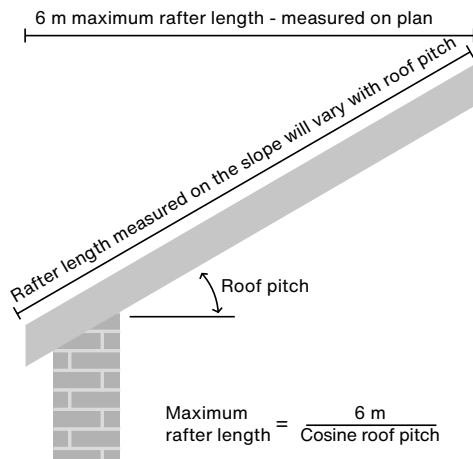 6 m maximum rafter length - measured on plan
Rafter length measured on the slope will vary with roof pitch
Roof pitch
Maximum
rafter length = 6 m
Cosine roof pitch